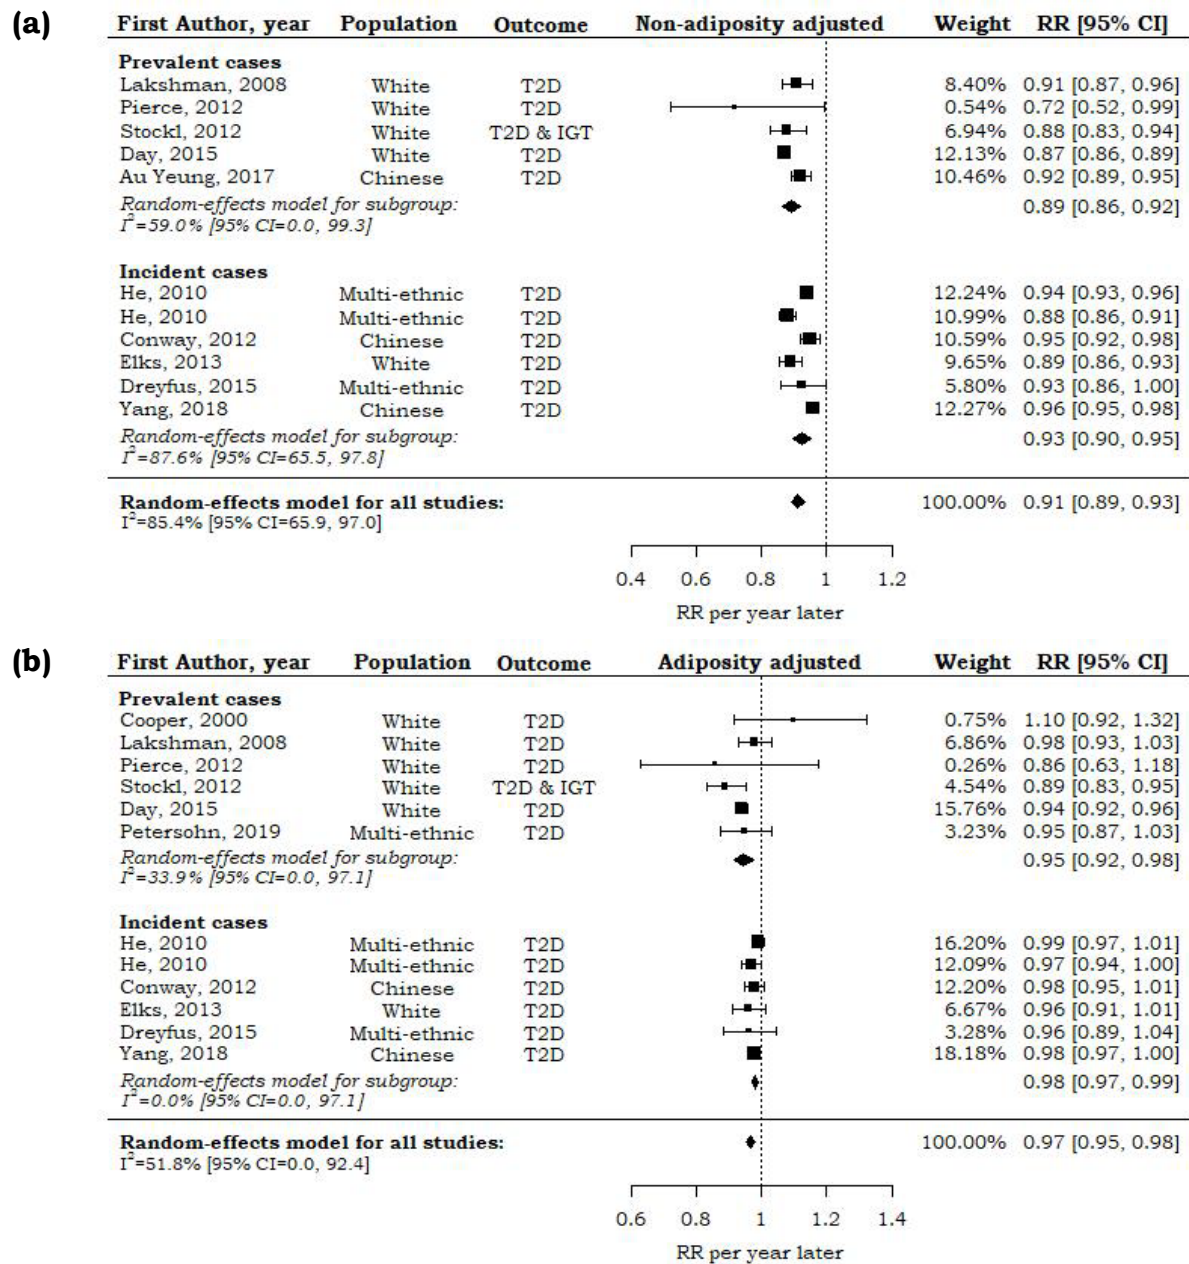 (a)
First Author, year Population Outcome Non-adiposity adjusted Weight RR [95% CI]
Prevalent cases
Lakshman, 2008 White T2D 8.40% 0.91 [0.87, 0.96]
Pierce, 2012 White T2D 0.54% 0.72 [0.52, 0.99]
Stockl, 2012 White T2D & IGT 6.94% 0.88 [0.83, 0.94]
Day, 2015 White T2D 12.13% 0.87 [0.86, 0.89]
Au Yeung, 2017 Chinese T2D 10.46% 0.92 [0.89, 0.95]
Random-effects model for subgroup: 0.89 [0.86, 0.92]
I²=59.0% [95% CI=0.0, 99.3]
Incident cases
He, 2010 Multi-ethnic T2D 12.24% 0.94 [0.93, 0.96]
He, 2010 Multi-ethnic T2D 10.99% 0.88 [0.86, 0.91]
Conway, 2012 Chinese T2D 10.59% 0.95 [0.92, 0.98]
Elks, 2013 White T2D 9.65% 0.89 [0.86, 0.93]
Dreyfus, 2015 Multi-ethnic T2D 5.80% 0.93 [0.86, 1.00]
Yang, 2018 Chinese T2D 12.27% 0.96 [0.95, 0.98]
Random-effects model for subgroup: 0.93 [0.90, 0.95]
I²=87.6% [95% CI=65.5, 97.8]
Random-effects model for all studies: 100.00% 0.91 [0.89, 0.93]
I²=85.4% [95% CI=65.9, 97.0]
0.4 0.6 0.8 1 1.2
RR per year later
(b)
First Author, year Population Outcome Adiposity adjusted Weight RR [95% CI]
Prevalent cases
Cooper, 2000 White T2D 0.75% 1.10 [0.92, 1.32]
Lakshman, 2008 White T2D 6.86% 0.98 [0.93, 1.03]
Pierce, 2012 White T2D 0.26% 0.86 [0.63, 1.18]
Stockl, 2012 White T2D & IGT 4.54% 0.89 [0.83, 0.95]
Day, 2015 White T2D 15.76% 0.94 [0.92, 0.96]
Petersohn, 2019 Multi-ethnic T2D 3.23% 0.95 [0.87, 1.03]
Random-effects model for subgroup: 0.95 [0.92, 0.98]
I²=33.9% [95% CI=0.0, 97.1]
Incident cases
He, 2010 Multi-ethnic T2D 16.20% 0.99 [0.97, 1.01]
He, 2010 Multi-ethnic T2D 12.09% 0.97 [0.94, 1.00]
Conway, 2012 Chinese T2D 12.20% 0.98 [0.95, 1.01]
Elks, 2013 White T2D 6.67% 0.96 [0.91, 1.01]
Dreyfus, 2015 Multi-ethnic T2D 3.28% 0.96 [0.89, 1.04]
Yang, 2018 Chinese T2D 18.18% 0.98 [0.97, 1.00]
Random-effects model for subgroup: 0.98 [0.97, 0.99]
I²=0.0% [95% CI=0.0, 97.1]
Random-effects model for all studies: 100.00% 0.97 [0.95, 0.98]
I²=51.8% [95% CI=0.0, 92.4]
0.6 0.8 1 1.2 1.4
RR per year later